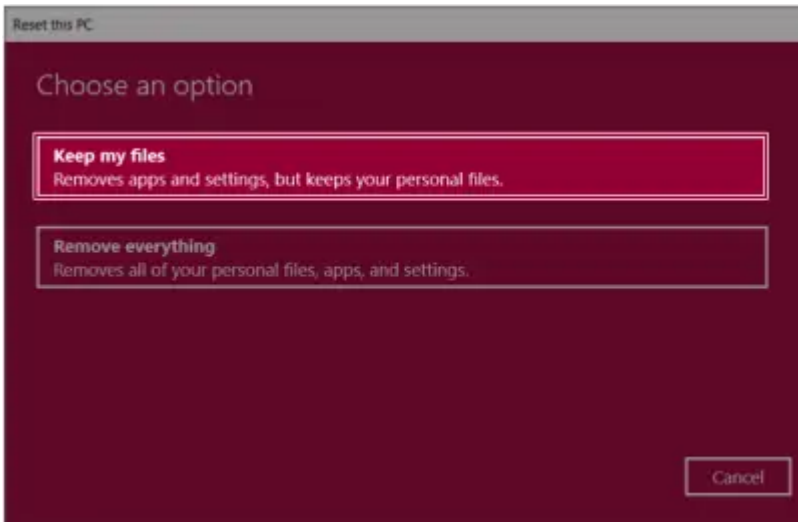 Reset this PC
Choose an option
Keep my files
Removes apps and settings, but keeps your personal files.
Remove everything
Removes all of your personal files, apps, and settings.
Cancel